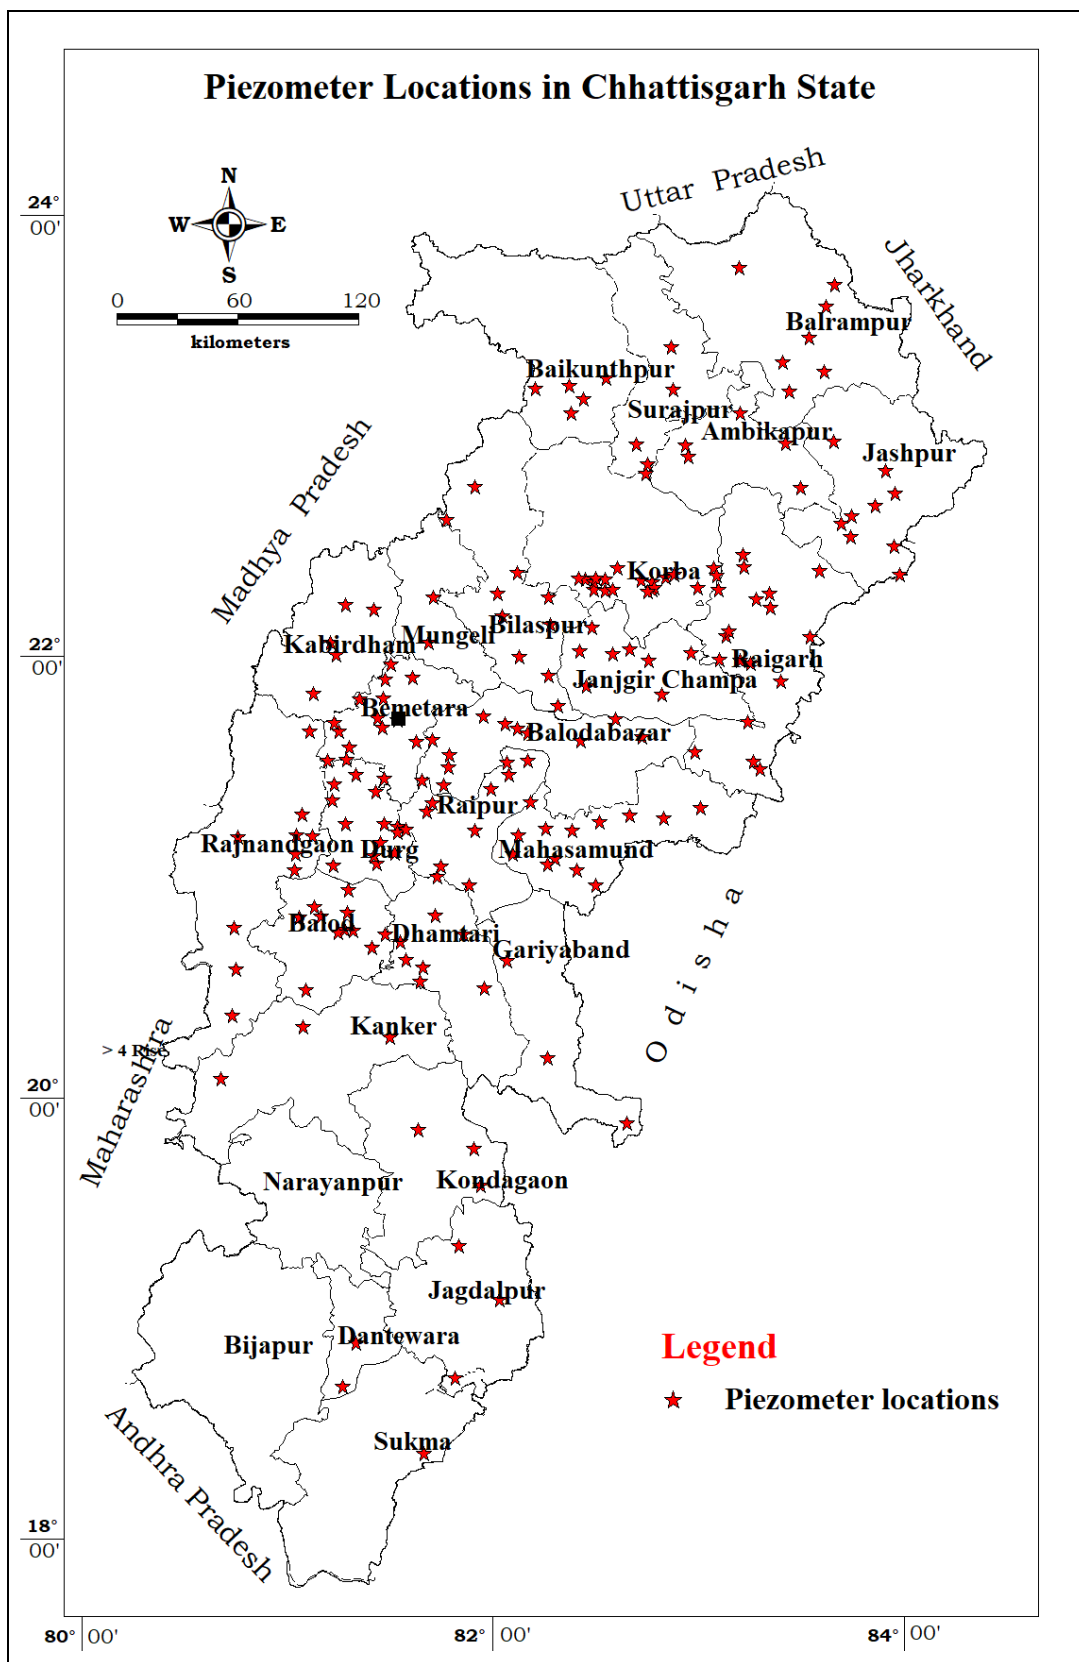 Piezometer Locations in Chhattisgarh State
N
W
E
S
0
60
120
kilometers
24°
00'
22°
00'
20°
00'
18°
00'
Uttar Pradesh
Jharkhand
Madhya Pradesh
Maharashtra
> 4 Rise
Andhra Pradesh
Odisha
Balrampur
Baikunthpur
Surajpur
Ambikapur
Jashpur
Korba
Bilaspur
Mungeli
Kabirdham
Raigarh
Janjgir Champa
Bemetara
Balodabazar
Raipur
Rajnandgaon
Durg
Mahasamund
Balod
Dhamtari
Gariyaband
Kanker
Narayanpur
Kondagaon
Jagdalpur
Dantewara
Bijapur
Sukma
Legend
Piezometer locations
80° 00'
82° 00'
84° 00'